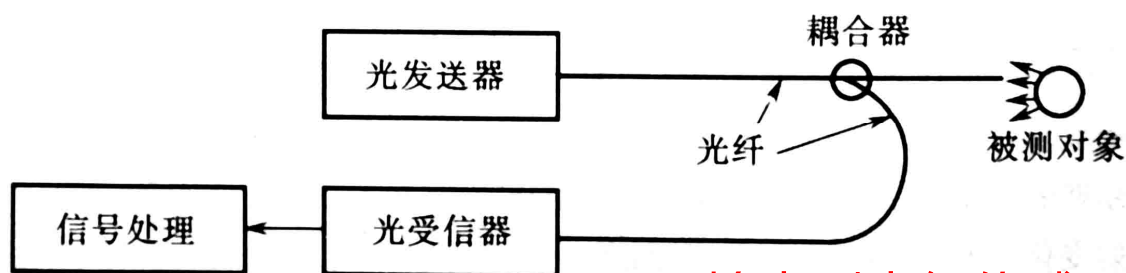 耦合器
光发送器
光纤
被测对象
信号处理
光受信器